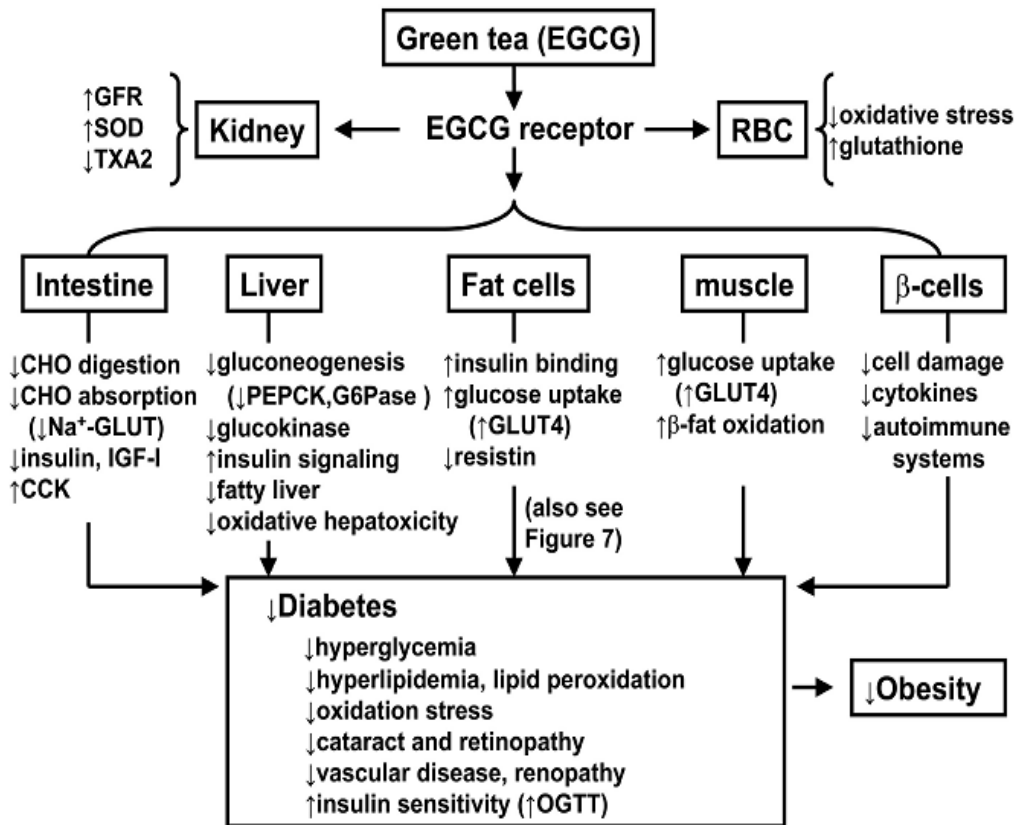 Green tea (EGCG)
↑GFR
↑SOD
↓TXA2
Kidney
EGCG receptor
RBC
↓oxidative stress
↑glutathione
Intestine
↓CHO digestion
↓CHO absorption
(↓Na⁺-GLUT)
↓insulin, IGF-I
↑CCK
Liver
↓gluconeogenesis
(↓PEPCK,G6Pase )
↓glucokinase
↑insulin signaling
↓fatty liver
↓oxidative hepatoxicity
Fat cells
↑insulin binding
↑glucose uptake
(↑GLUT4)
↓resistin
(also see
Figure 7)
muscle
↑glucose uptake
(↑GLUT4)
↑β-fat oxidation
β-cells
↓cell damage
↓cytokines
↓autoimmune
systems
↓Diabetes
↓hyperglycemia
↓hyperlipidemia, lipid peroxidation
↓oxidation stress
↓cataract and retinopathy
↓vascular disease, renopathy
↑insulin sensitivity (↑OGTT)
↓Obesity